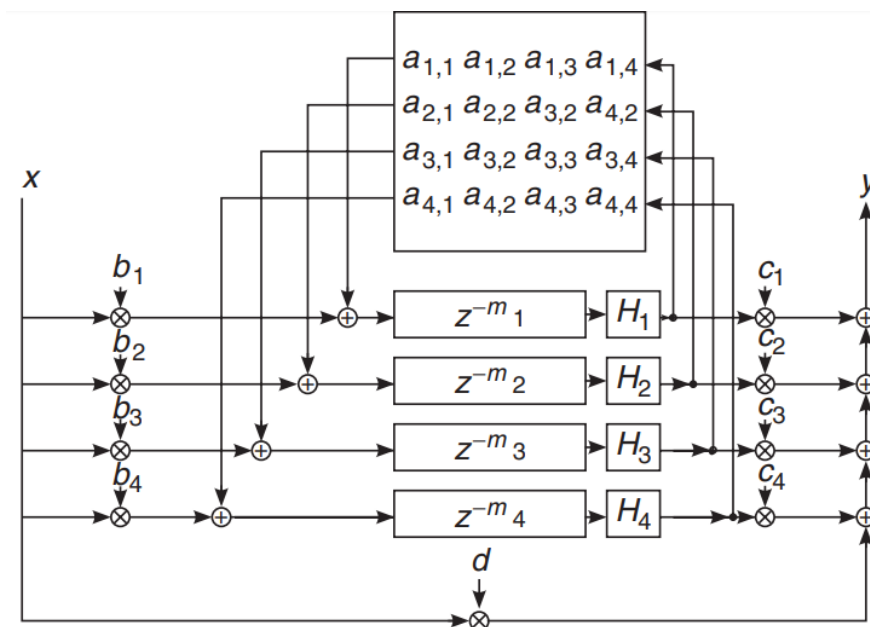 a1,1 a1,2 a1,3 a1,4
a2,1 a2,2 a3,2 a4,2
a3,1 a3,2 a3,3 a3,4
a4,1 a4,2 a4,3 a4,4
x
y
b1
c1
z-m 1
H1
b2
c2
z-m 2
H2
b3
c3
z-m 3
H3
b4
c4
z-m 4
H4
d